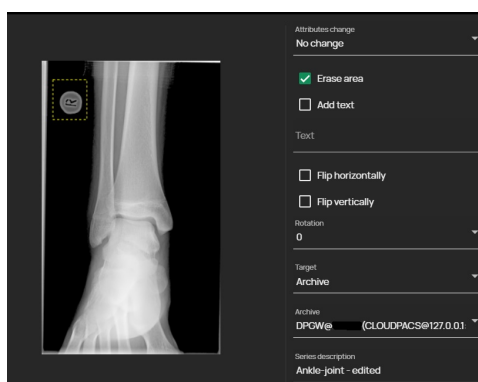 Attributes change
No change
Erase area
Add text
Text
Flip horizontally
Flip vertically
Rotation
0
Target
Archive
Archive
DPGW@ (CLOUDPACS@127.0.0.1:
Series description
Ankle-joint - edited
R